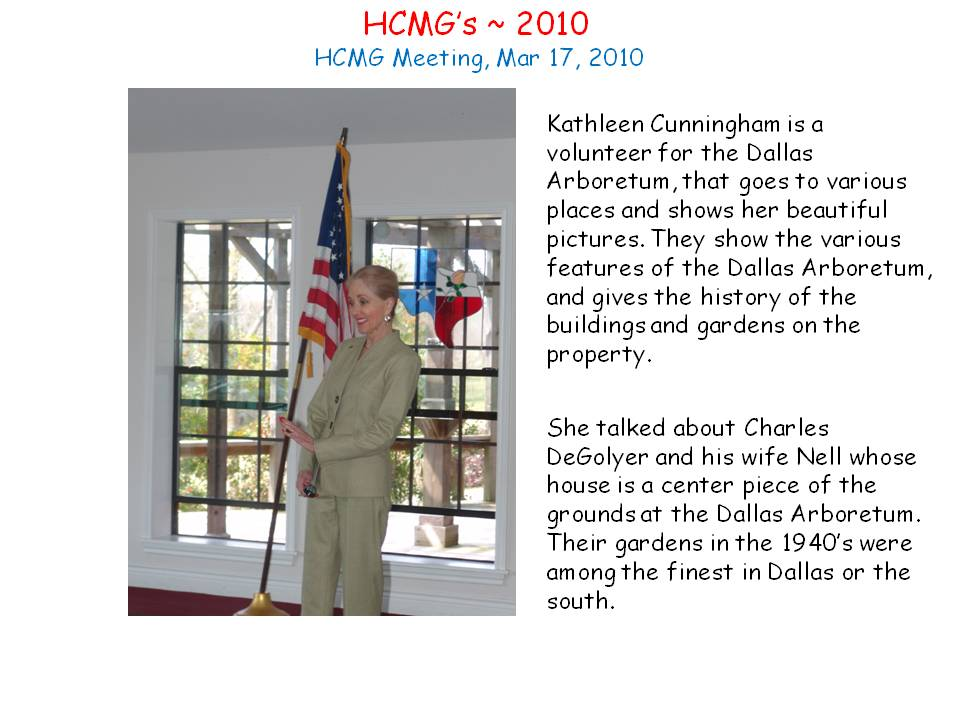 HCMG's ~ 2010
HCMG Meeting, Mar 17, 2010
Kathleen Cunningham is a
volunteer for the Dallas
Arboretum, that goes to various
places and shows her beautiful
pictures. They show the various
features of the Dallas Arboretum,
and gives the history of the
buildings and gardens on the
property.
She talked about Charles
DeGolyer and his wife Nell whose
house is a center piece of the
grounds at the Dallas Arboretum.
Their gardens in the 1940's were
among the finest in Dallas or the
south.